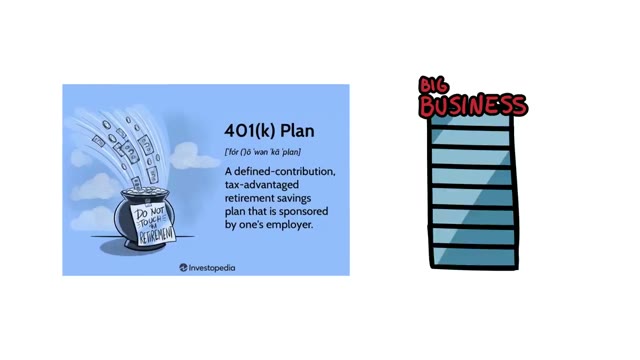 401(k) Plan
[ˈfȯr (ˌ)ō ˈwən ˈkā ˈplan]
A defined-contribution,
tax-advantaged
retirement savings
plan that is sponsored
by one's employer.
DO NOT
TOUCH
RETIREMENT
Investopedia
BIG
BUSINESS